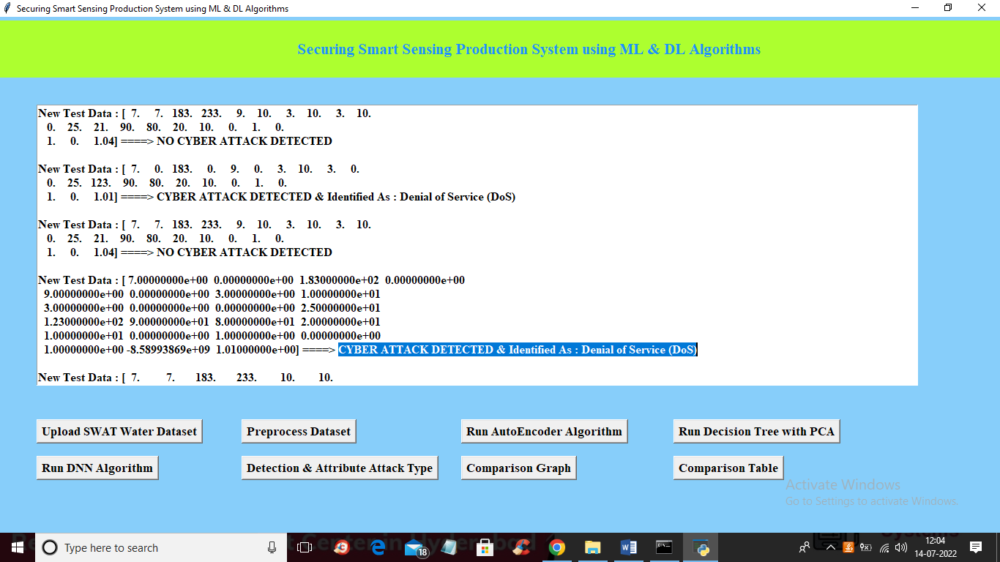 Securing Smart Sensing Production System using ML & DL Algorithms
Securing Smart Sensing Production System using ML & DL Algorithms
New Test Data : [ 7. 7. 183. 233. 9. 10. 3. 10. 3. 10.
0. 25. 21. 90. 80. 20. 10. 0. 1. 0.
1. 0. 1.04] ====> NO CYBER ATTACK DETECTED
New Test Data : [ 7. 0. 183. 0. 9. 0. 3. 10. 3. 0.
0. 25. 123. 90. 80. 20. 10. 0. 1. 0.
1. 0. 1.01] ====> CYBER ATTACK DETECTED & Identified As : Denial of Service (DoS)
New Test Data : [ 7. 7. 183. 233. 9. 10. 3. 10. 3. 10.
0. 25. 21. 90. 80. 20. 10. 0. 1. 0.
1. 0. 1.04] ====> NO CYBER ATTACK DETECTED
New Test Data : [ 7.00000000e+00 0.00000000e+00 1.83000000e+02 0.00000000e+00
9.00000000e+00 0.00000000e+00 3.00000000e+00 1.00000000e+01
3.00000000e+00 0.00000000e+00 0.00000000e+00 2.50000000e+01
1.23000000e+02 9.00000000e+01 8.00000000e+01 2.00000000e+01
1.00000000e+01 0.00000000e+00 1.00000000e+00 0.00000000e+00
1.00000000e+00 -8.58993869e+09 1.01000000e+00] ====> CYBER ATTACK DETECTED & Identified As : Denial of Service (DoS)
New Test Data : [ 7. 7. 183. 233. 10. 10.
Upload SWAT Water Dataset Preprocess Dataset Run AutoEncoder Algorithm Run Decision Tree with PCA
Run DNN Algorithm Detection & Attribute Attack Type Comparison Graph Comparison Table
Activate Windows
Go to Settings to activate Windows.
Type here to search
18
12:04
14-07-2022